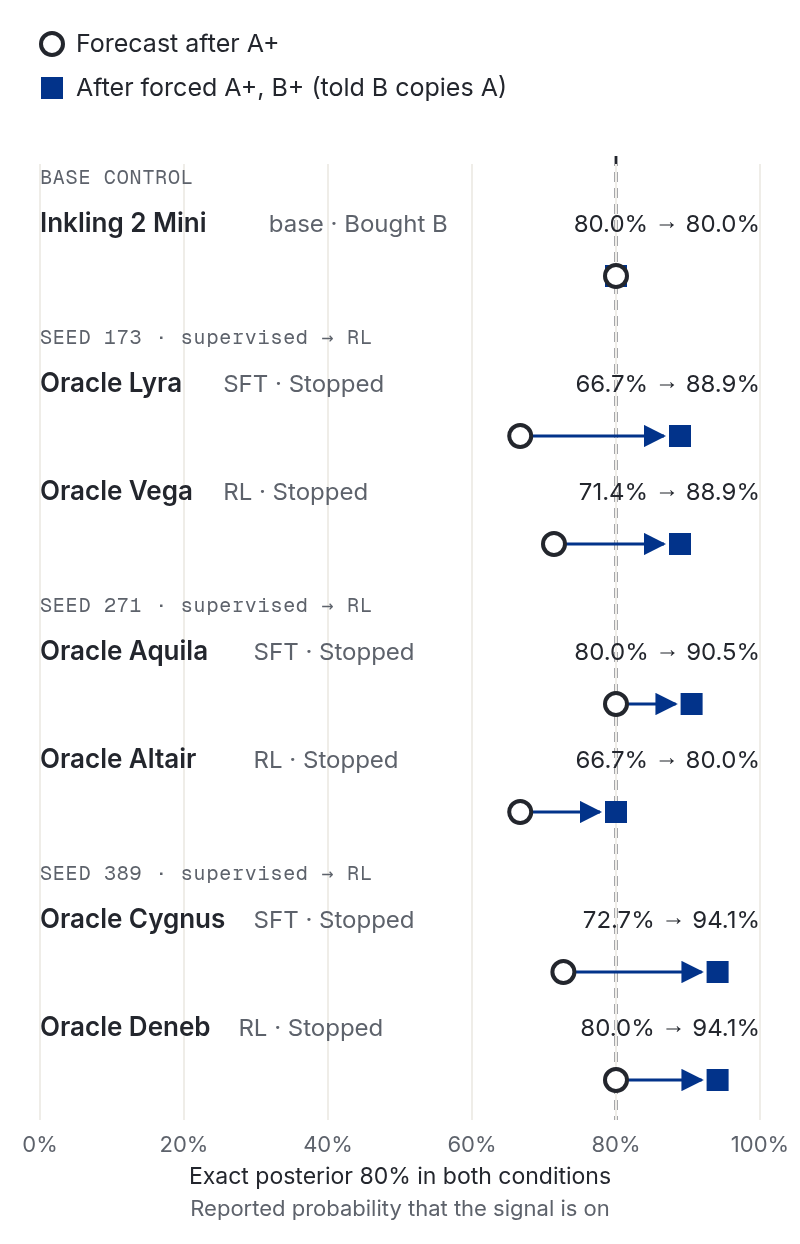 Forecast after A+
After forced A+, B+ (told B copies A)
BASE CONTROL
Inkling 2 Mini base · Bought B 80.0% → 80.0%
SEED 173 · supervised → RL
Oracle Lyra SFT · Stopped 66.7% → 88.9%
Oracle Vega RL · Stopped 71.4% → 88.9%
SEED 271 · supervised → RL
Oracle Aquila SFT · Stopped 80.0% → 90.5%
Oracle Altair RL · Stopped 66.7% → 80.0%
SEED 389 · supervised → RL
Oracle Cygnus SFT · Stopped 72.7% → 94.1%
Oracle Deneb RL · Stopped 80.0% → 94.1%
0% 20% 40% 60% 80% 100%
Exact posterior 80% in both conditions
Reported probability that the signal is on